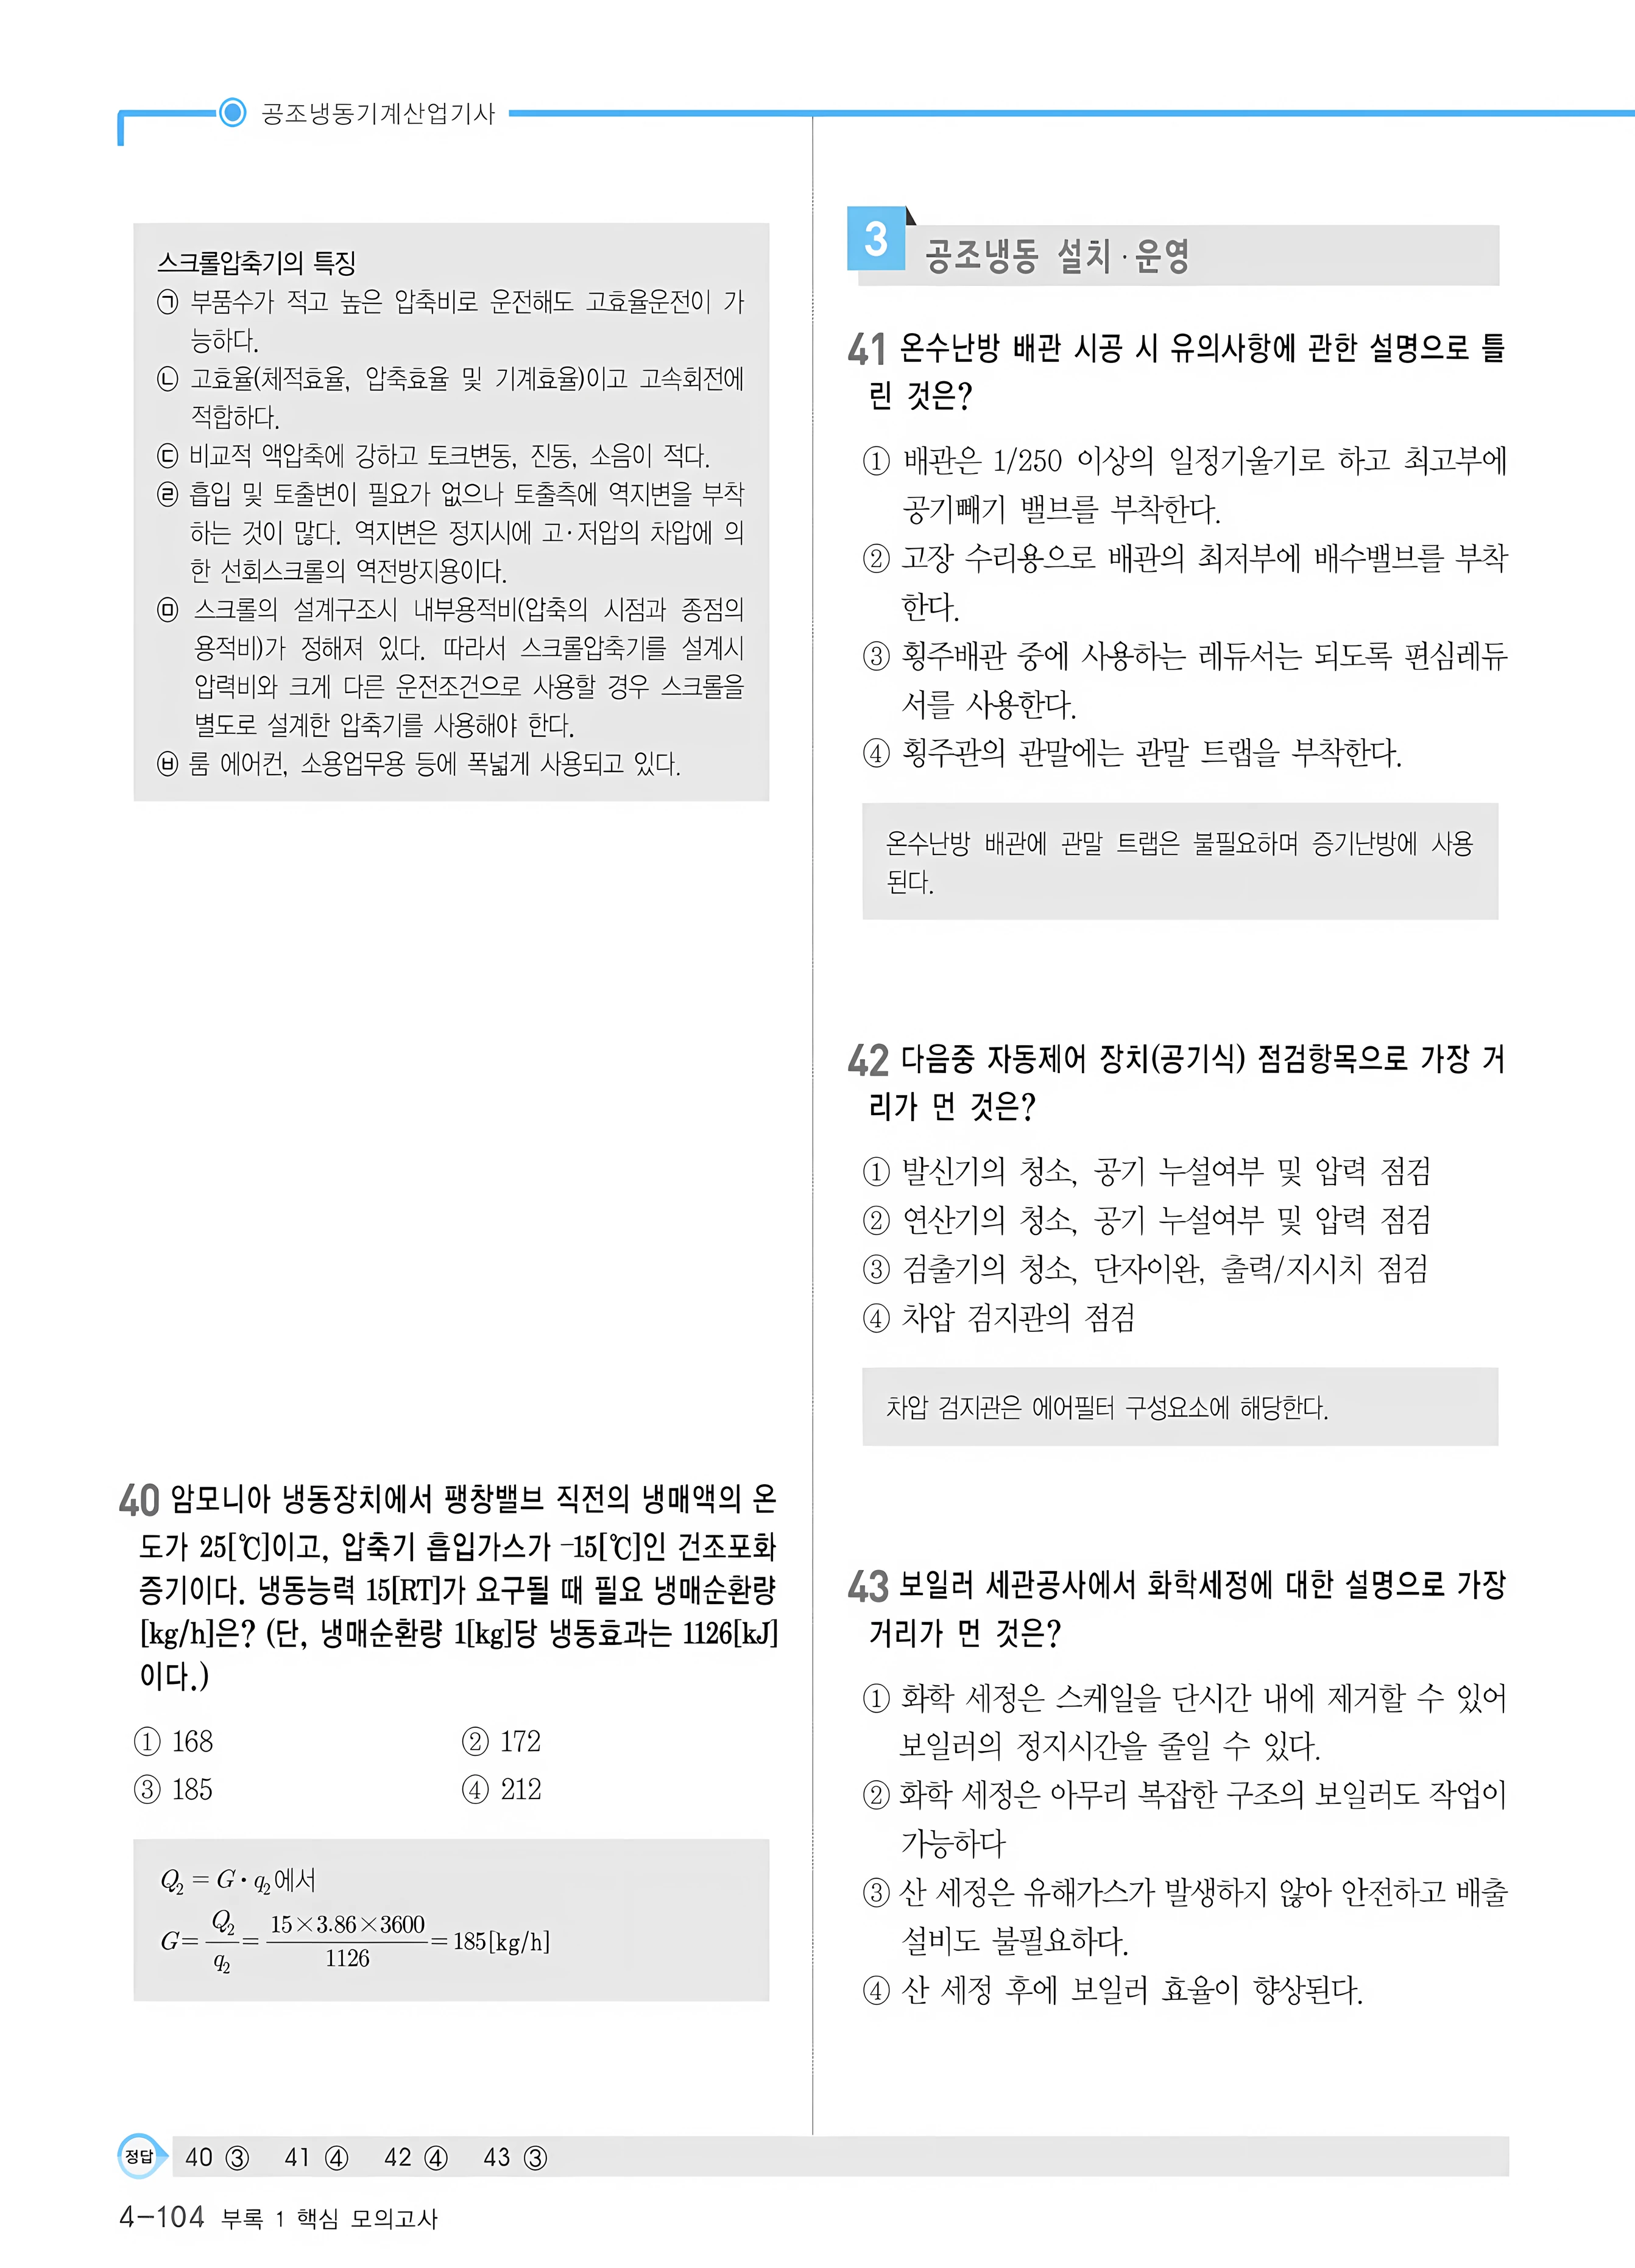 공조냉동기계산업기사
스크롤압축기의 특징
㉠ 부품수가 적고 높은 압축비로 운전해도 고효율운전이 가
능하다.
㉡ 고효율(체적효율, 압축효율 및 기계효율)이고 고속회전에
적합하다.
㉢ 비교적 액압축에 강하고 토크변동, 진동, 소음이 적다.
㉣ 흡입 및 토출변이 필요가 없으나 토출측에 역지변을 부착
하는 것이 많다. 역지변은 정지시에 고·저압의 차압에 의
한 선회스크롤의 역전방지용이다.
㉤ 스크롤의 설계구조시 내부용적비(압축의 시점과 종점의
용적비)가 정해져 있다. 따라서 스크롤압축기를 설계시
압력비와 크게 다른 운전조건으로 사용할 경우 스크롤을
별도로 설계한 압축기를 사용해야 한다.
㉥ 룸 에어컨, 소용업무용 등에 폭넓게 사용되고 있다.
40 암모니아 냉동장치에서 팽창밸브 직전의 냉매액의 온
도가 25[℃]이고, 압축기 흡입가스가 -15[℃]인 건조포화
증기이다. 냉동능력 15[RT]가 요구될 때 필요 냉매순환량
[kg/h]은? (단, 냉매순환량 1[kg]당 냉동효과는 1126[kJ]
이다.)
① 168 ② 172
③ 185 ④ 212
Q₂ = G · q₂에서
G = Q₂/q₂ = 15×3.86×3600/1126 = 185[kg/h]
3 공조냉동 설치·운영
41 온수난방 배관 시공 시 유의사항에 관한 설명으로 틀
린 것은?
① 배관은 1/250 이상의 일정기울기로 하고 최고부에
공기빼기 밸브를 부착한다.
② 고장 수리용으로 배관의 최저부에 배수밸브를 부착
한다.
③ 횡주배관 중에 사용하는 레듀서는 되도록 편심레듀
서를 사용한다.
④ 횡주관의 관말에는 관말 트랩을 부착한다.
온수난방 배관에 관말 트랩은 불필요하며 증기난방에 사용
된다.
42 다음중 자동제어 장치(공기식) 점검항목으로 가장 거
리가 먼 것은?
① 발신기의 청소, 공기 누설여부 및 압력 점검
② 연산기의 청소, 공기 누설여부 및 압력 점검
③ 검출기의 청소, 단자이완, 출력/지시치 점검
④ 차압 검지관의 점검
차압 검지관은 에어필터 구성요소에 해당한다.
43 보일러 세관공사에서 화학세정에 대한 설명으로 가장
거리가 먼 것은?
① 화학 세정은 스케일을 단시간 내에 제거할 수 있어
보일러의 정지시간을 줄일 수 있다.
② 화학 세정은 아무리 복잡한 구조의 보일러도 작업이
가능하다
③ 산 세정은 유해가스가 발생하지 않아 안전하고 배출
설비도 불필요하다.
④ 산 세정 후에 보일러 효율이 향상된다.
정답 40 ③ 41 ④ 42 ④ 43 ③
4-104 부록 1 핵심 모의고사